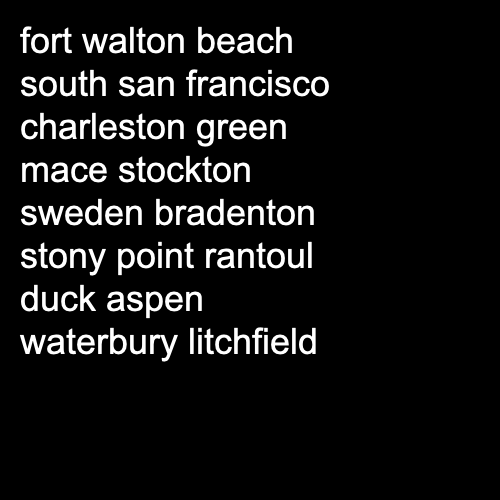 fort walton beach
south san francisco
charleston green
mace stockton
sweden bradenton
stony point rantoul
duck aspen
waterbury litchfield